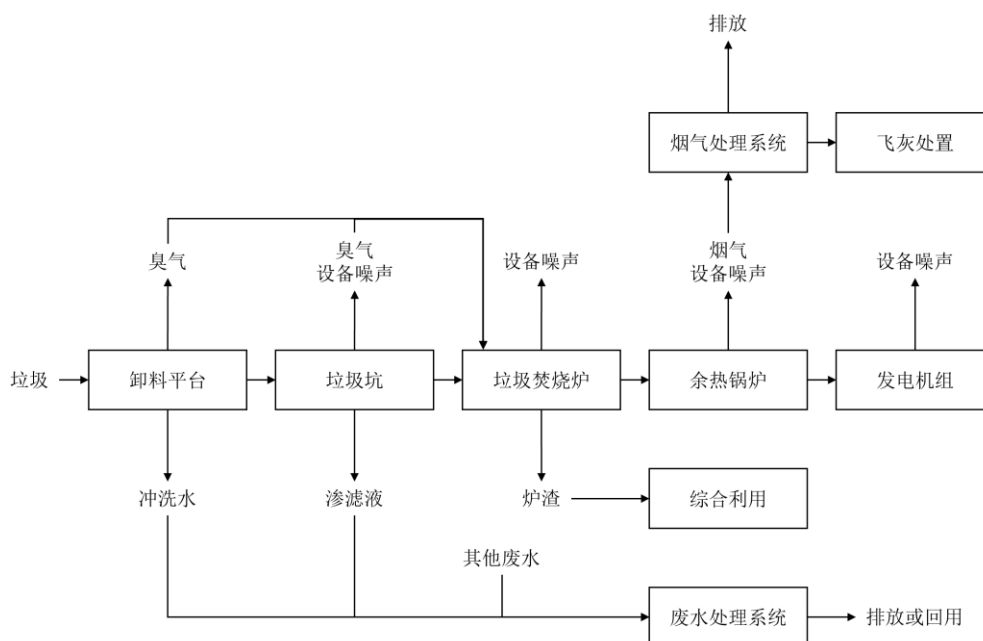 排放
烟气处理系统
飞灰处置
臭气
臭气
设备噪声
设备噪声
烟气
设备噪声
设备噪声
垃圾
卸料平台
垃圾坑
垃圾焚烧炉
余热锅炉
发电机组
冲洗水
渗滤液
炉渣
综合利用
其他废水
废水处理系统
排放或回用